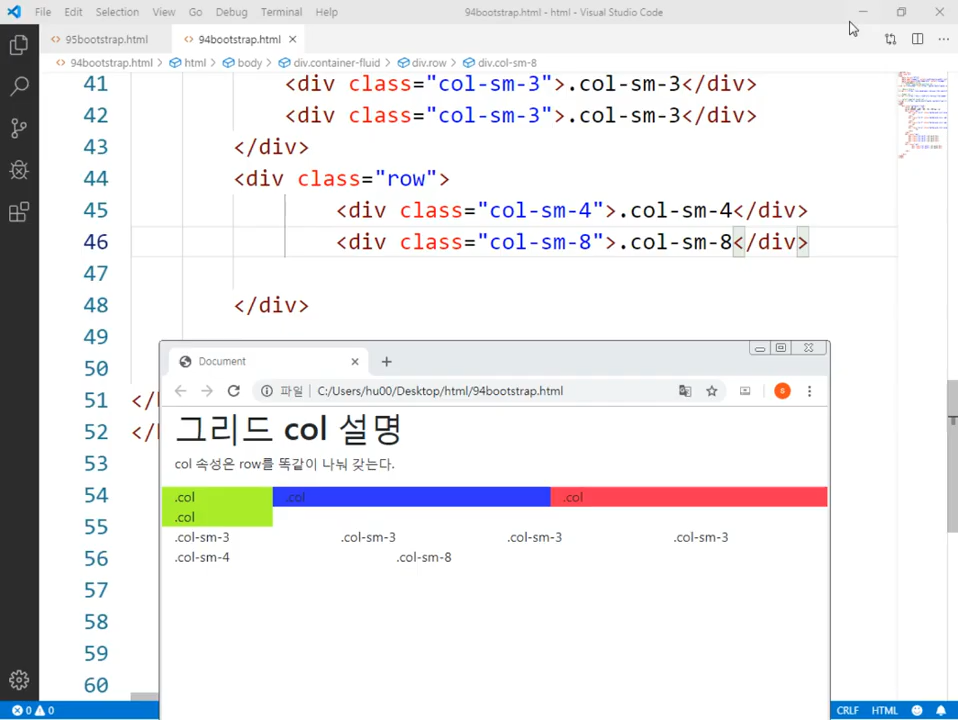 File Edit Selection View Go Debug Terminal Help 94bootstrap.html - html - Visual Studio Code
95bootstrap.html 94bootstrap.html
94bootstrap.html html body div.container-fluid div.row div.col-sm-8
41 <div class="col-sm-3">.col-sm-3</div>
42 <div class="col-sm-3">.col-sm-3</div>
43 </div>
44 <div class="row">
45 <div class="col-sm-4">.col-sm-4</div>
46 <div class="col-sm-8">.col-sm-8</div>
47
48 </div>
49
50
51 </
52 </
53
54
55
56
57
58
59
60
Document
파일 C:/Users/hu00/Desktop/html/94bootstrap.html
그리드 col 설명
col 속성은 row를 똑같이 나눠 갖는다.
.col .col .col
.col
.col-sm-3 .col-sm-3 .col-sm-3 .col-sm-3
.col-sm-4 .col-sm-8
0 0 CRLF HTML